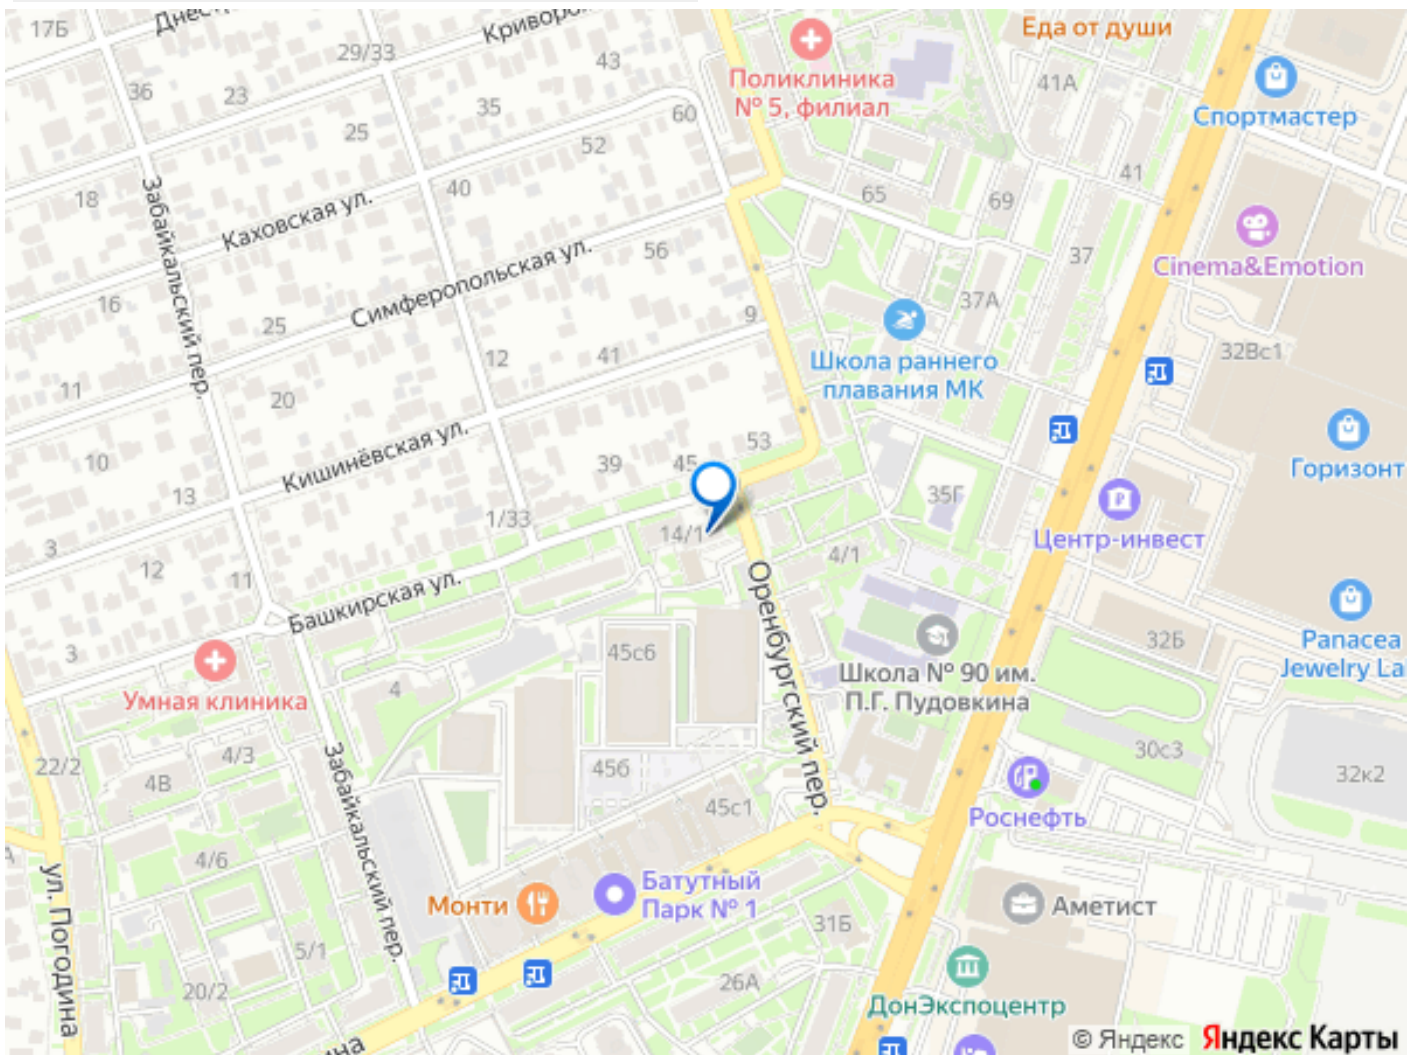 17Б
Днест
Криворож
Еда от души
29/33
43
36
23
35
25
60
52
Поликлиника
№ 5, филиал
41А
Спортмастер
41
18
Забайкальский пер.
Каховская ул.
40
65
69
37
Cinema&Emotion
56
Симферопольская ул.
16
25
9
37А
12
41
Школа раннего
плавания МК
32Вс1
11
20
Горизонт
10
Кишинёвская ул.
53
39
45
13
35Г
1/33
14/1
Центр-инвест
3
12
11
4/1
Башкирская ул.
Оренбургский пер.
32Б
Panacea
Jewelry La
3
45с6
Школа № 90 им.
П.Г. Пудовкина
Умная клиника
4
22/2
4В
4/3
Забайкальский пер.
45б
30с3
32к2
45с1
Роснефть
4/6
ул. Погодина
Монти
Батутный
Парк № 1
31Б
Аметист
5/1
20/2
26А
ДонЭкспоцентр
ина
© Яндекс Яндекс Карты